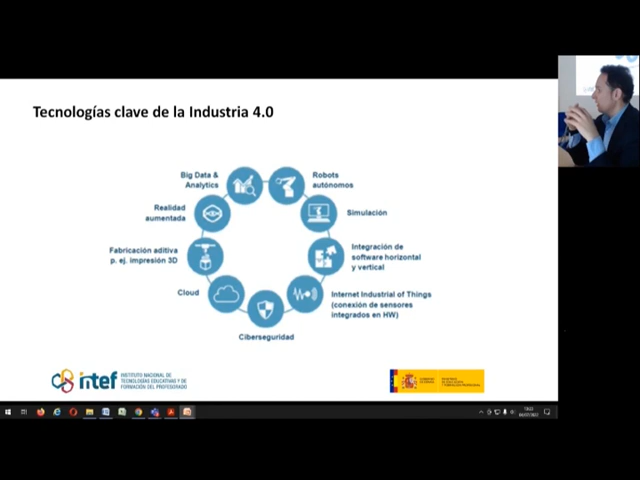 Tecnologías clave de la Industria 4.0
Big Data &
Analytics
Robots
autónomos
Realidad
aumentada
Simulación
Fabricación aditiva
p. ej. impresión 3D
Integración de
software horizontal
y vertical
Cloud
Internet Industrial of Things
(conexión de sensores
integrados en HW)
Ciberseguridad
intef
INSTITUTO NACIONAL DE
TECNOLOGÍAS EDUCATIVAS Y DE
FORMACIÓN DEL PROFESORADO